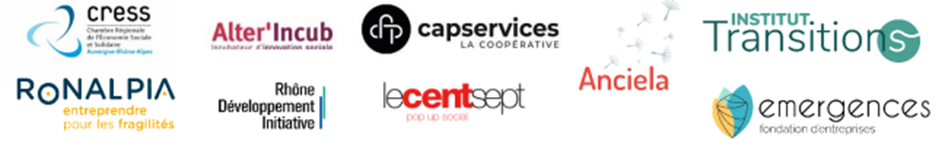 cress
Chambre Régionale
de l'Économie Sociale
et Solidaire
Auvergne-Rhône-Alpes
Alter'Incub
Incubateur d'innovation sociale
capservices
LA COOPÉRATIVE
Anciela
INSTITUT
Transitions
RONALPIA
entreprendre
pour les fragilités
Rhône
Développement
Initiative
lecentsept
pop up social
emergences
fondation d'entreprises